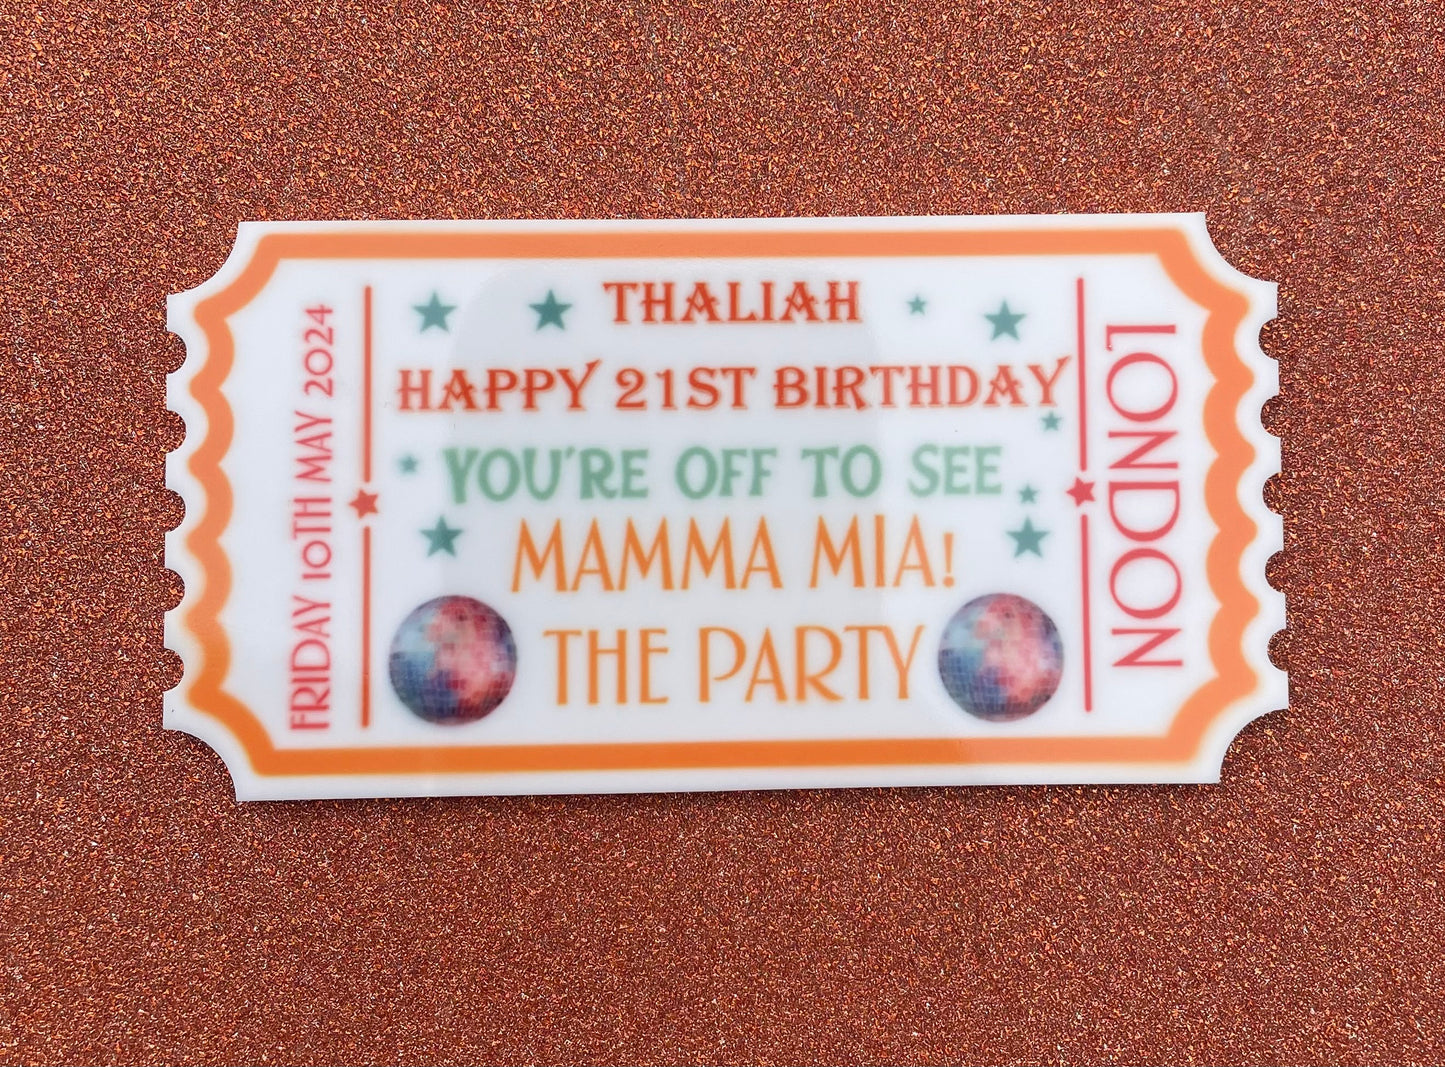 FRIDAY 10TH MAY 2024
THALIAH
HAPPY 21ST BIRTHDAY
YOU'RE OFF TO SEE
MAMMA MIA!
THE PARTY
LONDON